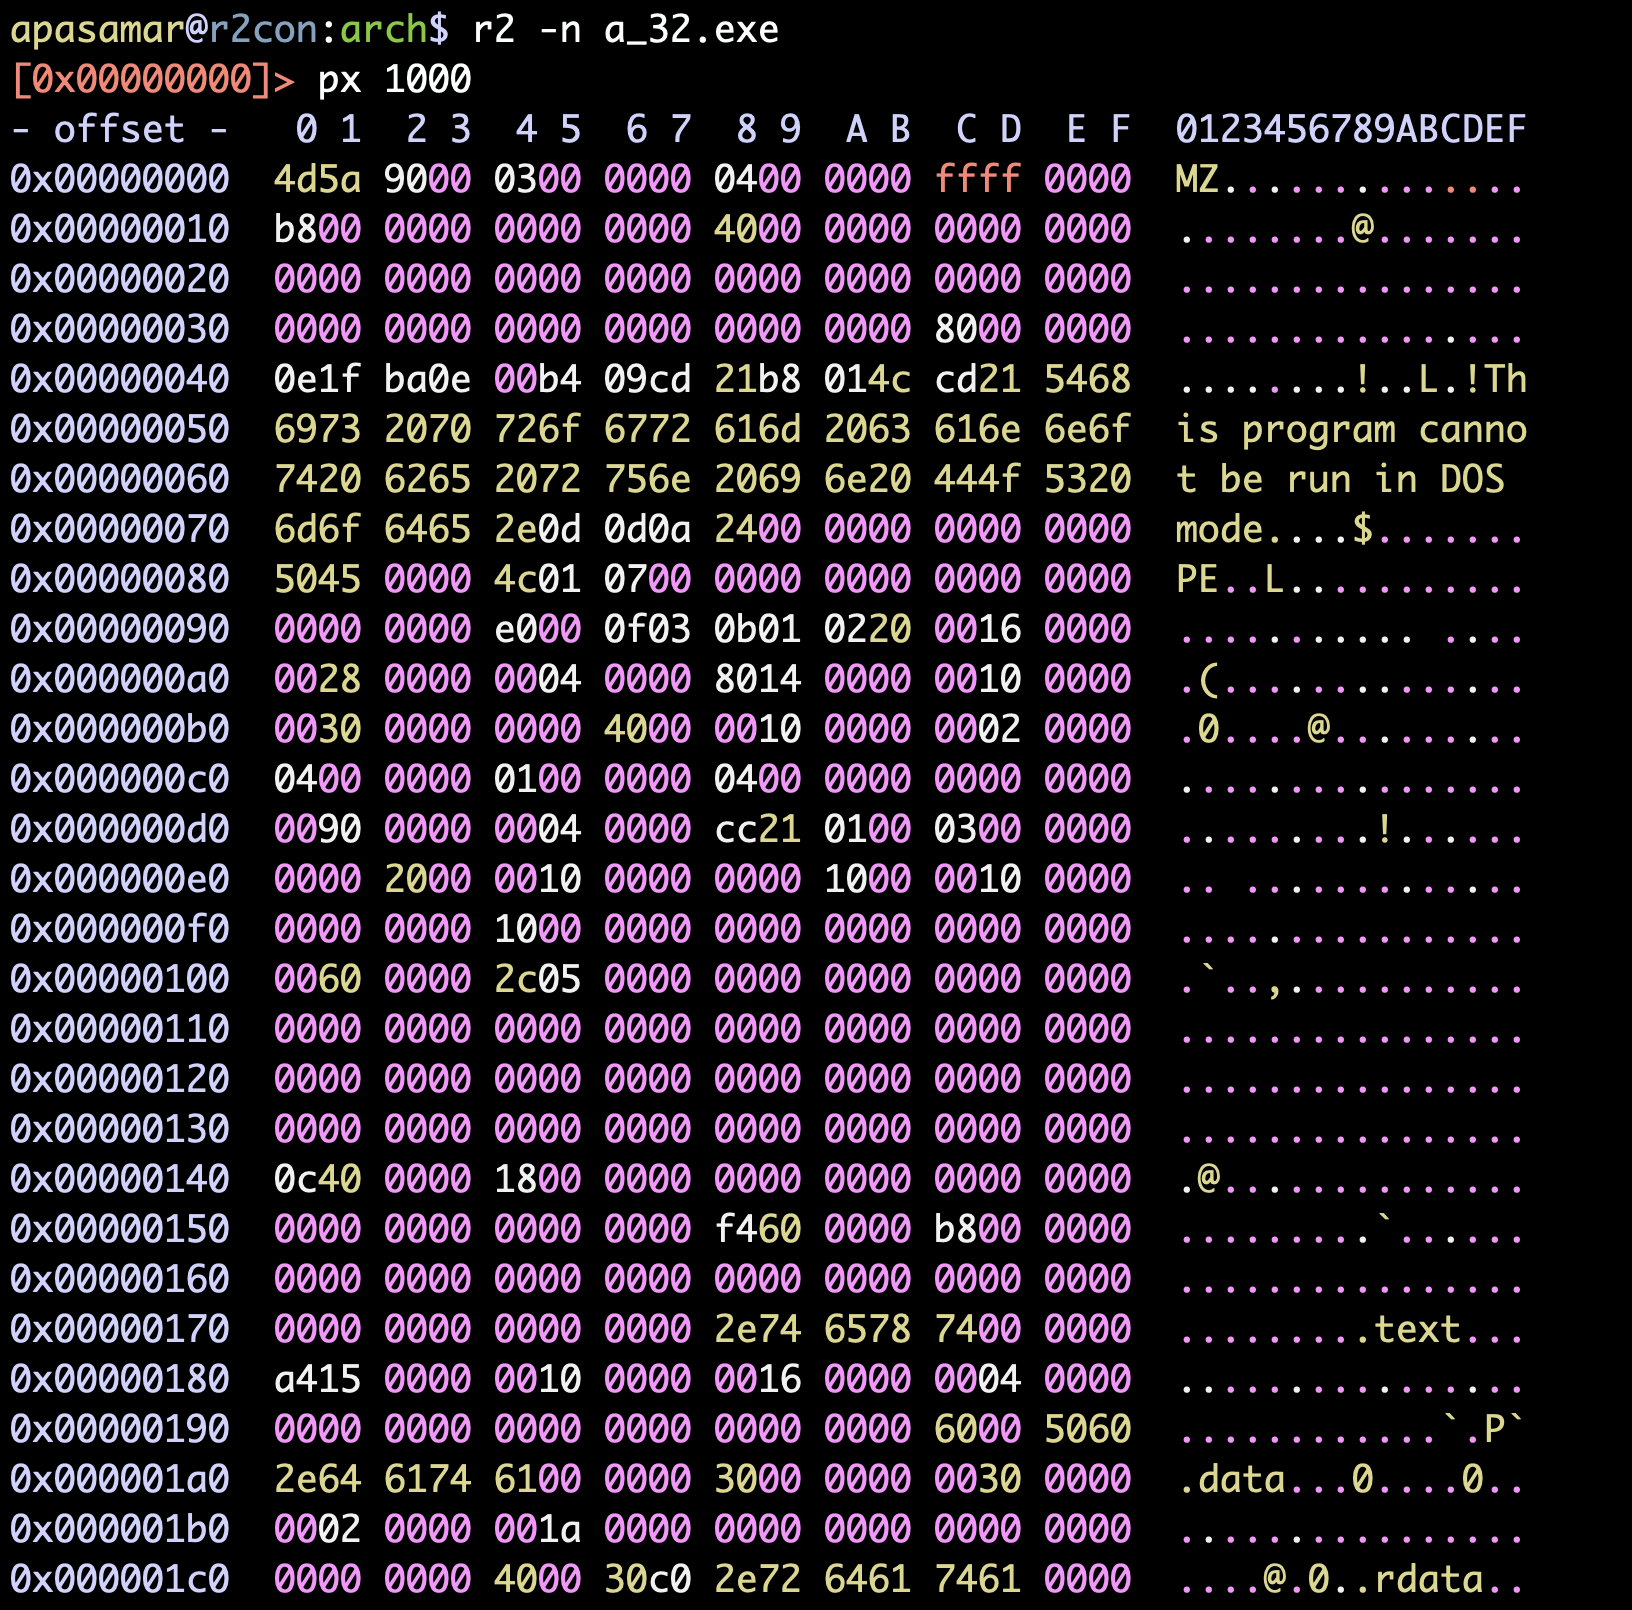 apasamar@r2con:arch$ r2 -n a_32.exe
[0x00000000]> px 1000
- offset -   0 1  2 3  4 5  6 7  8 9  A B  C D  E F  0123456789ABCDEF
0x00000000  4d5a 9000 0300 0000 0400 0000 ffff 0000  MZ..............
0x00000010  b800 0000 0000 0000 4000 0000 0000 0000  ........@.......
0x00000020  0000 0000 0000 0000 0000 0000 0000 0000  ................
0x00000030  0000 0000 0000 0000 0000 0000 8000 0000  ................
0x00000040  0e1f ba0e 00b4 09cd 21b8 014c cd21 5468  ........!..L.!Th
0x00000050  6973 2070 726f 6772 616d 2063 616e 6e6f  is program canno
0x00000060  7420 6265 2072 756e 2069 6e20 444f 5320  t be run in DOS
0x00000070  6d6f 6465 2e0d 0d0a 2400 0000 0000 0000  mode....$.......
0x00000080  5045 0000 4c01 0700 0000 0000 0000 0000  PE..L...........
0x00000090  0000 0000 e000 0f03 0b01 0220 0016 0000  ........... ....
0x000000a0  0028 0000 0004 0000 8014 0000 0010 0000  .(..............
0x000000b0  0030 0000 0000 4000 0010 0000 0002 0000  .0....@.........
0x000000c0  0400 0000 0100 0000 0400 0000 0000 0000  ................
0x000000d0  0090 0000 0004 0000 cc21 0100 0300 0000  .........!......
0x000000e0  0000 2000 0010 0000 0000 1000 0010 0000  .. .............
0x000000f0  0000 0000 1000 0000 0000 0000 0000 0000  ................
0x00000100  0060 0000 2c05 0000 0000 0000 0000 0000  .`..,...........
0x00000110  0000 0000 0000 0000 0000 0000 0000 0000  ................
0x00000120  0000 0000 0000 0000 0000 0000 0000 0000  ................
0x00000130  0000 0000 0000 0000 0000 0000 0000 0000  ................
0x00000140  0c40 0000 1800 0000 0000 0000 0000 0000  .@..............
0x00000150  0000 0000 0000 0000 f460 0000 b800 0000  .........`......
0x00000160  0000 0000 0000 0000 0000 0000 0000 0000  ................
0x00000170  0000 0000 0000 0000 2e74 6578 7400 0000  .........text...
0x00000180  a415 0000 0010 0000 0016 0000 0004 0000  ................
0x00000190  0000 0000 0000 0000 0000 0000 6000 5060  ............`.P`
0x000001a0  2e64 6174 6100 0000 3000 0000 0030 0000  .data...0....0..
0x000001b0  0002 0000 001a 0000 0000 0000 0000 0000  ................
0x000001c0  0000 0000 4000 30c0 2e72 6461 7461 0000  ....@.0..rdata..